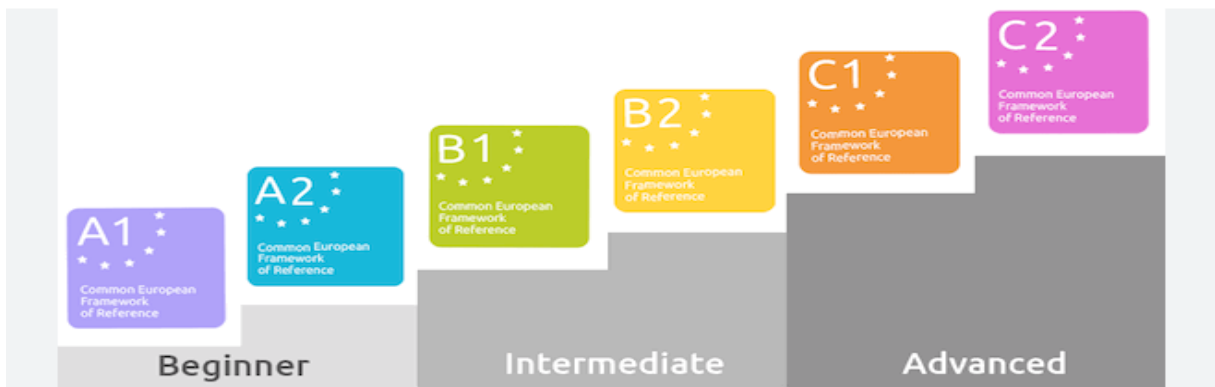 A1
Common European
Framework
of Reference
A2
Common European
Framework
of Reference
B1
Common European
Framework
of Reference
B2
Common European
Framework
of Reference
C1
Common European
Framework
of Reference
C2
Common European
Framework
of Reference
Beginner
Intermediate
Advanced